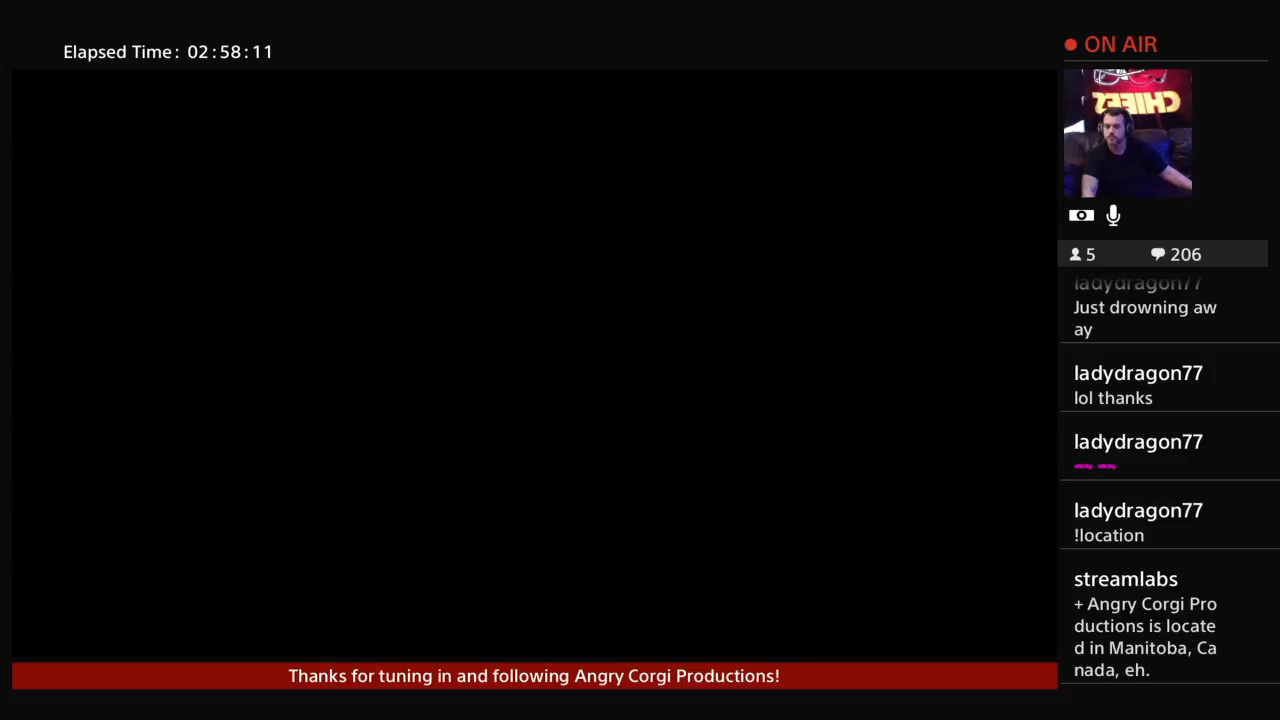 Elapsed Time: 02:58:11
ON AIR
CHIEFS
5 206
ladydragon77
Just drowning aw
ay
ladydragon77
lol thanks
ladydragon77
ladydragon77
!location
streamlabs
+ Angry Corgi Pro
ductions is locate
d in Manitoba, Ca
nada, eh.
Thanks for tuning in and following Angry Corgi Productions!